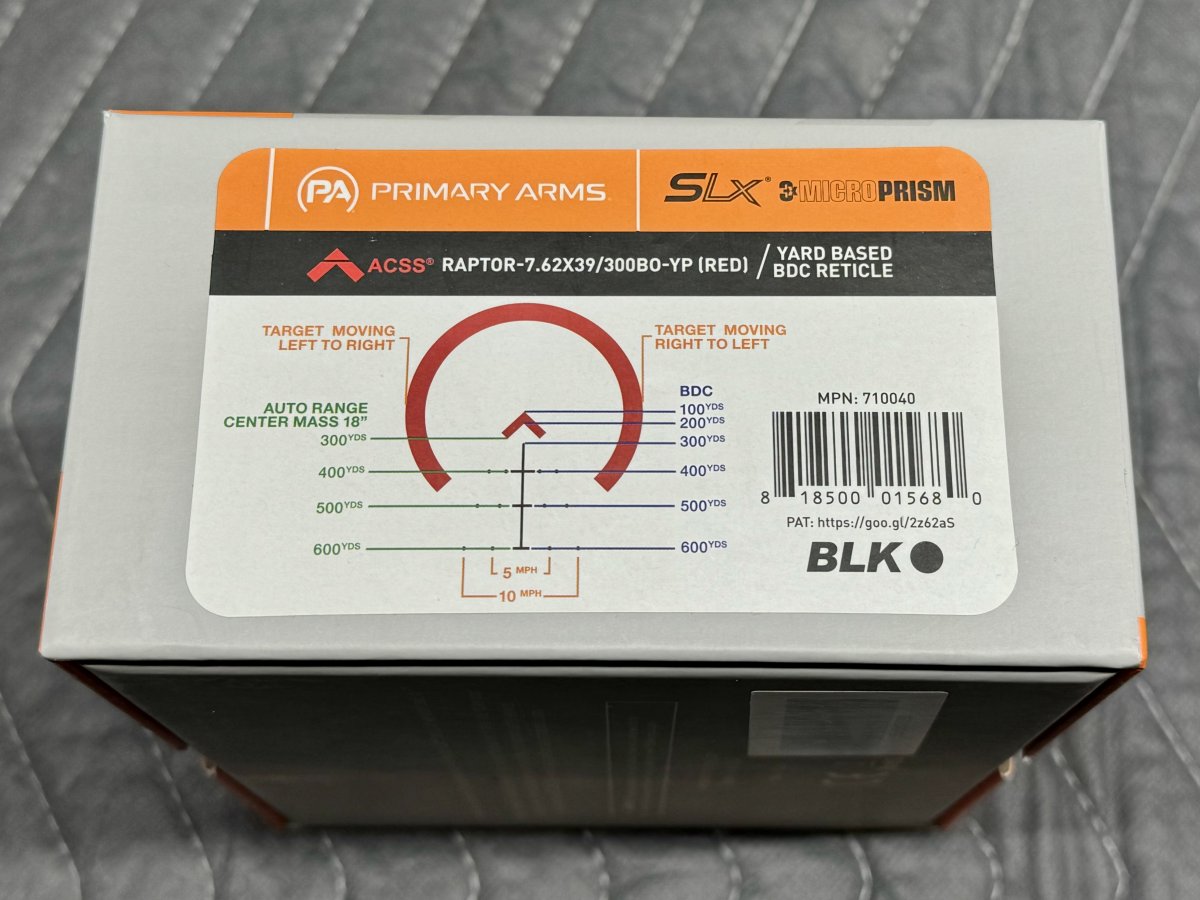 PA PRIMARY ARMS SLX® 3x MICROPRISM
ACSS® RAPTOR-7.62X39/300BO-YP (RED) / YARD BASED
BDC RETICLE
TARGET MOVING
LEFT TO RIGHT
TARGET MOVING
RIGHT TO LEFT
AUTO RANGE
CENTER MASS 18"
300YDS
400YDS
500YDS
600YDS
BDC
100YDS
200YDS
300YDS
400YDS
500YDS
600YDS
5 MPH
10 MPH
MPN: 710040
8 18500 01568 0
PAT: https://goo.gl/2z62aS
BLK